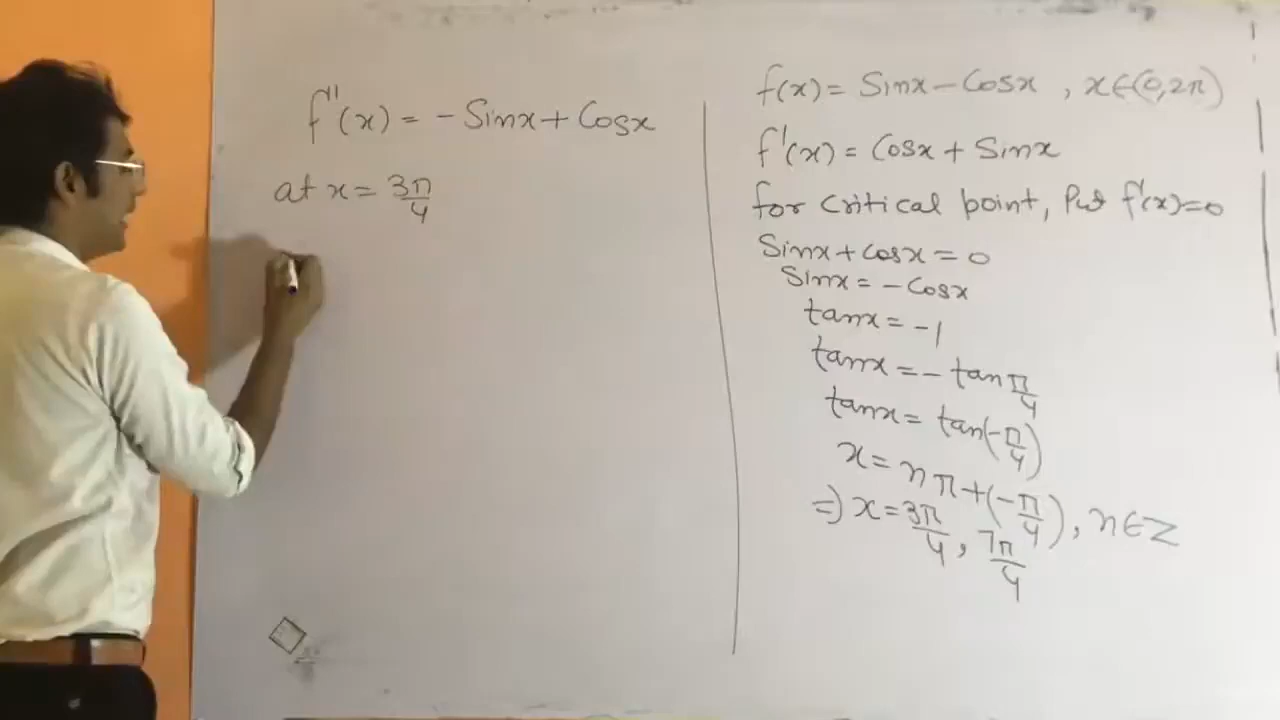 f''(x) = - Sinx + Cosx
at x = 3π/4
f(x) = Sinx - Cosx , x∈(0,2π)
f'(x) = Cosx + Sinx
for critical point, Put f'(x)=0
Sinx + Cosx = 0
Sinx = - Cosx
tanx = -1
tanx = - tan π/4
tanx = tan(-π/4)
x = nπ + (-π/4), n∈Z
⇒ x = 3π/4, 7π/4